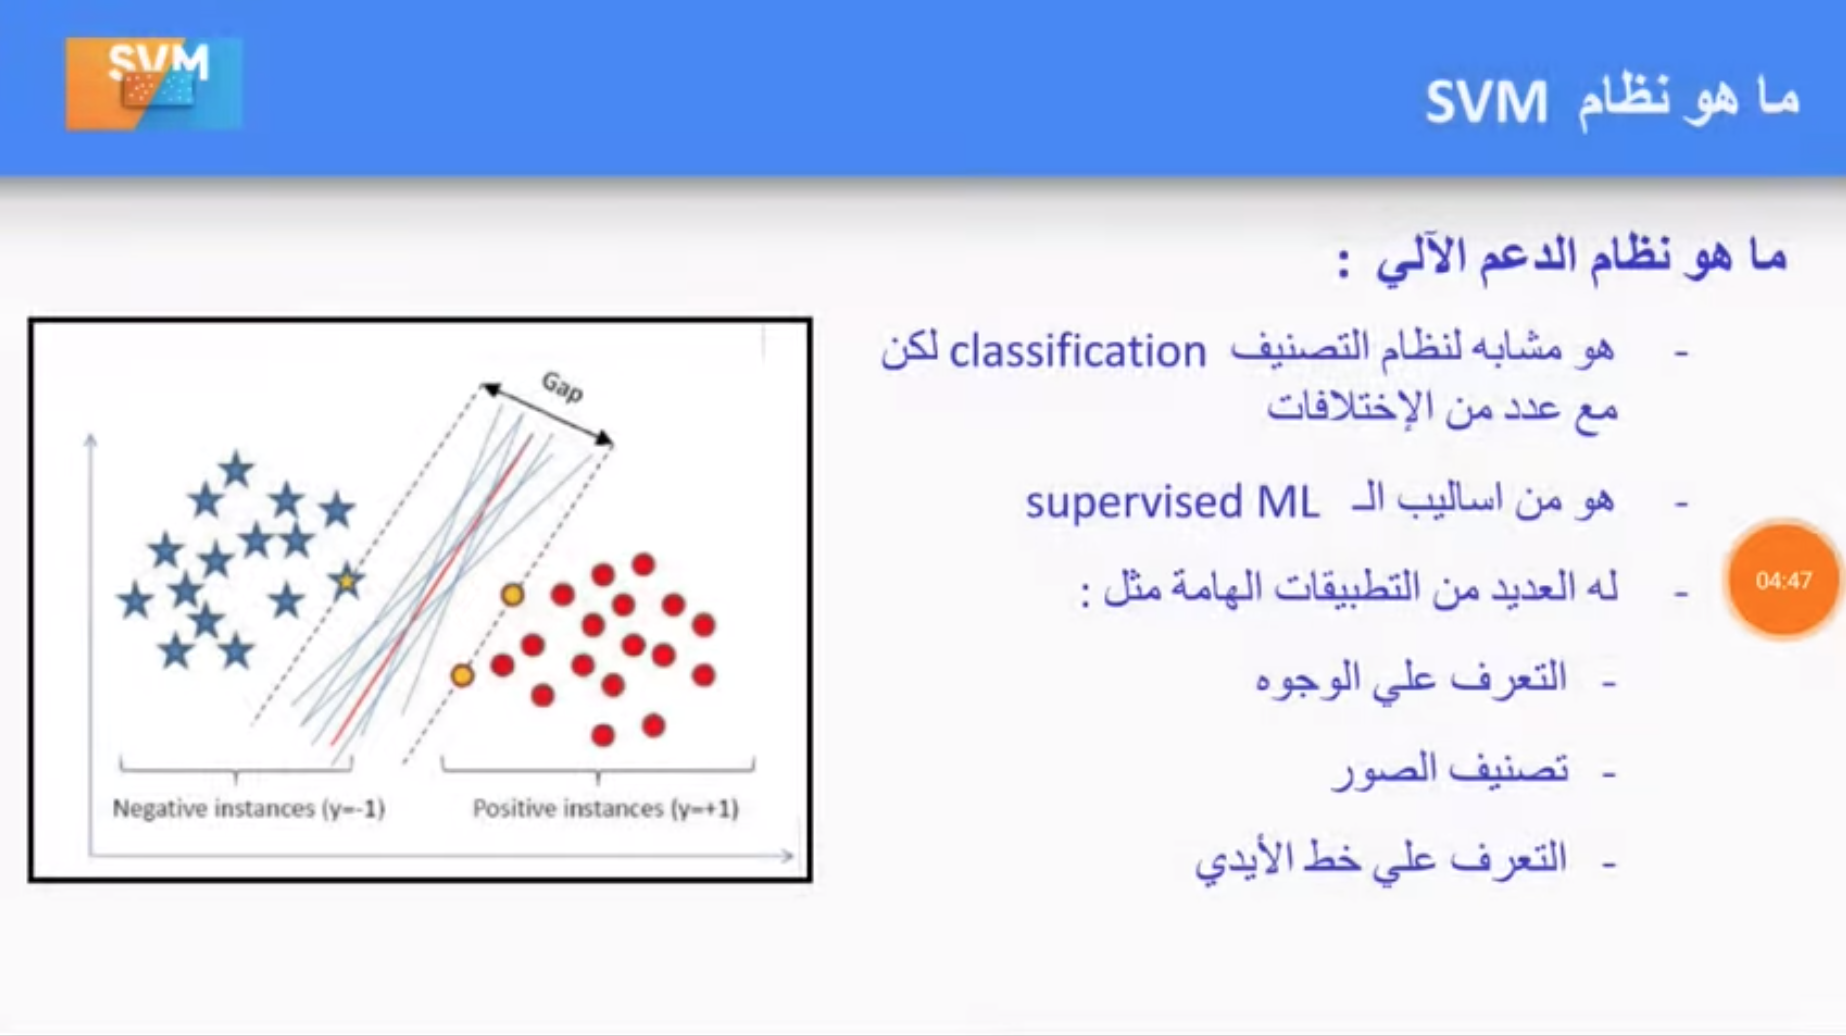 SVM
ما هو نظام SVM
ما هو نظام الدعم الآلي :
- هو مشابه لنظام التصنيف classification لكن
مع عدد من الإختلافات
- هو من اساليب الـ supervised ML
- له العديد من التطبيقات الهامة مثل :
- التعرف علي الوجوه
- تصنيف الصور
- التعرف علي خط الأيدي
Gap
Negative instances (y=-1)
Positive instances (y=+1)
04:47